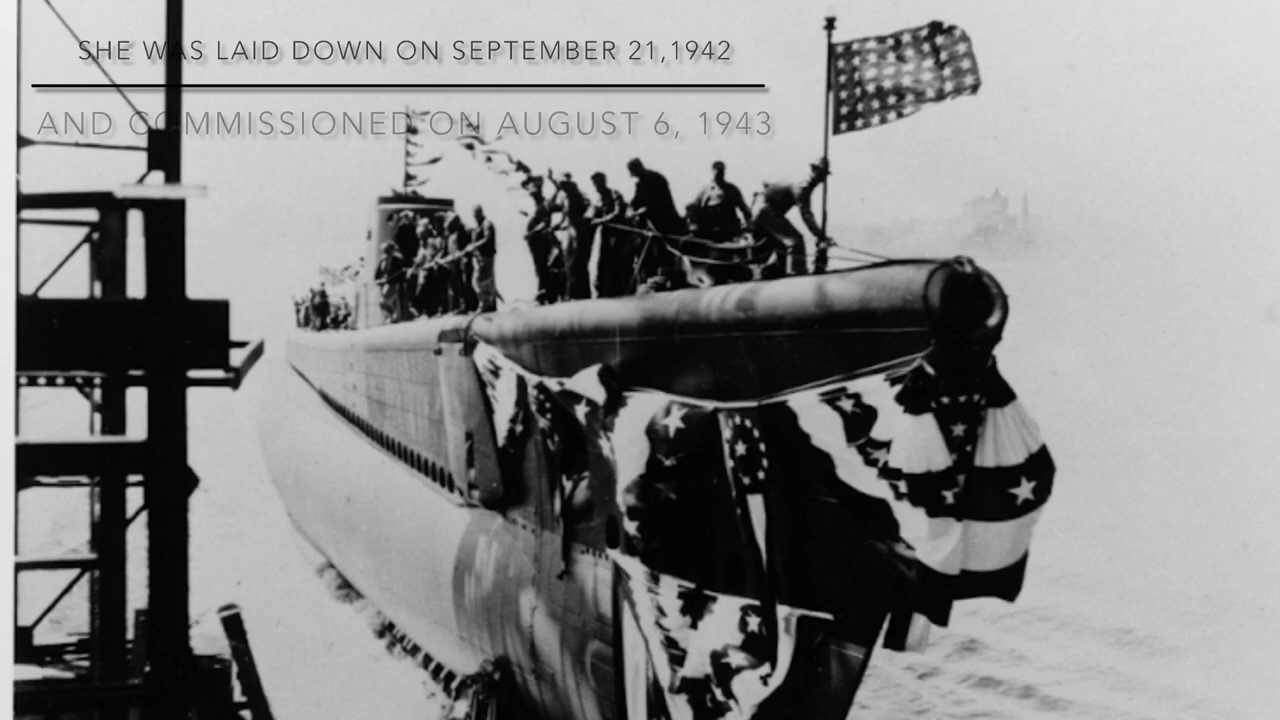 SHE WAS LAID DOWN ON SEPTEMBER 21,1942
AND COMMISSIONED ON AUGUST 6, 1943